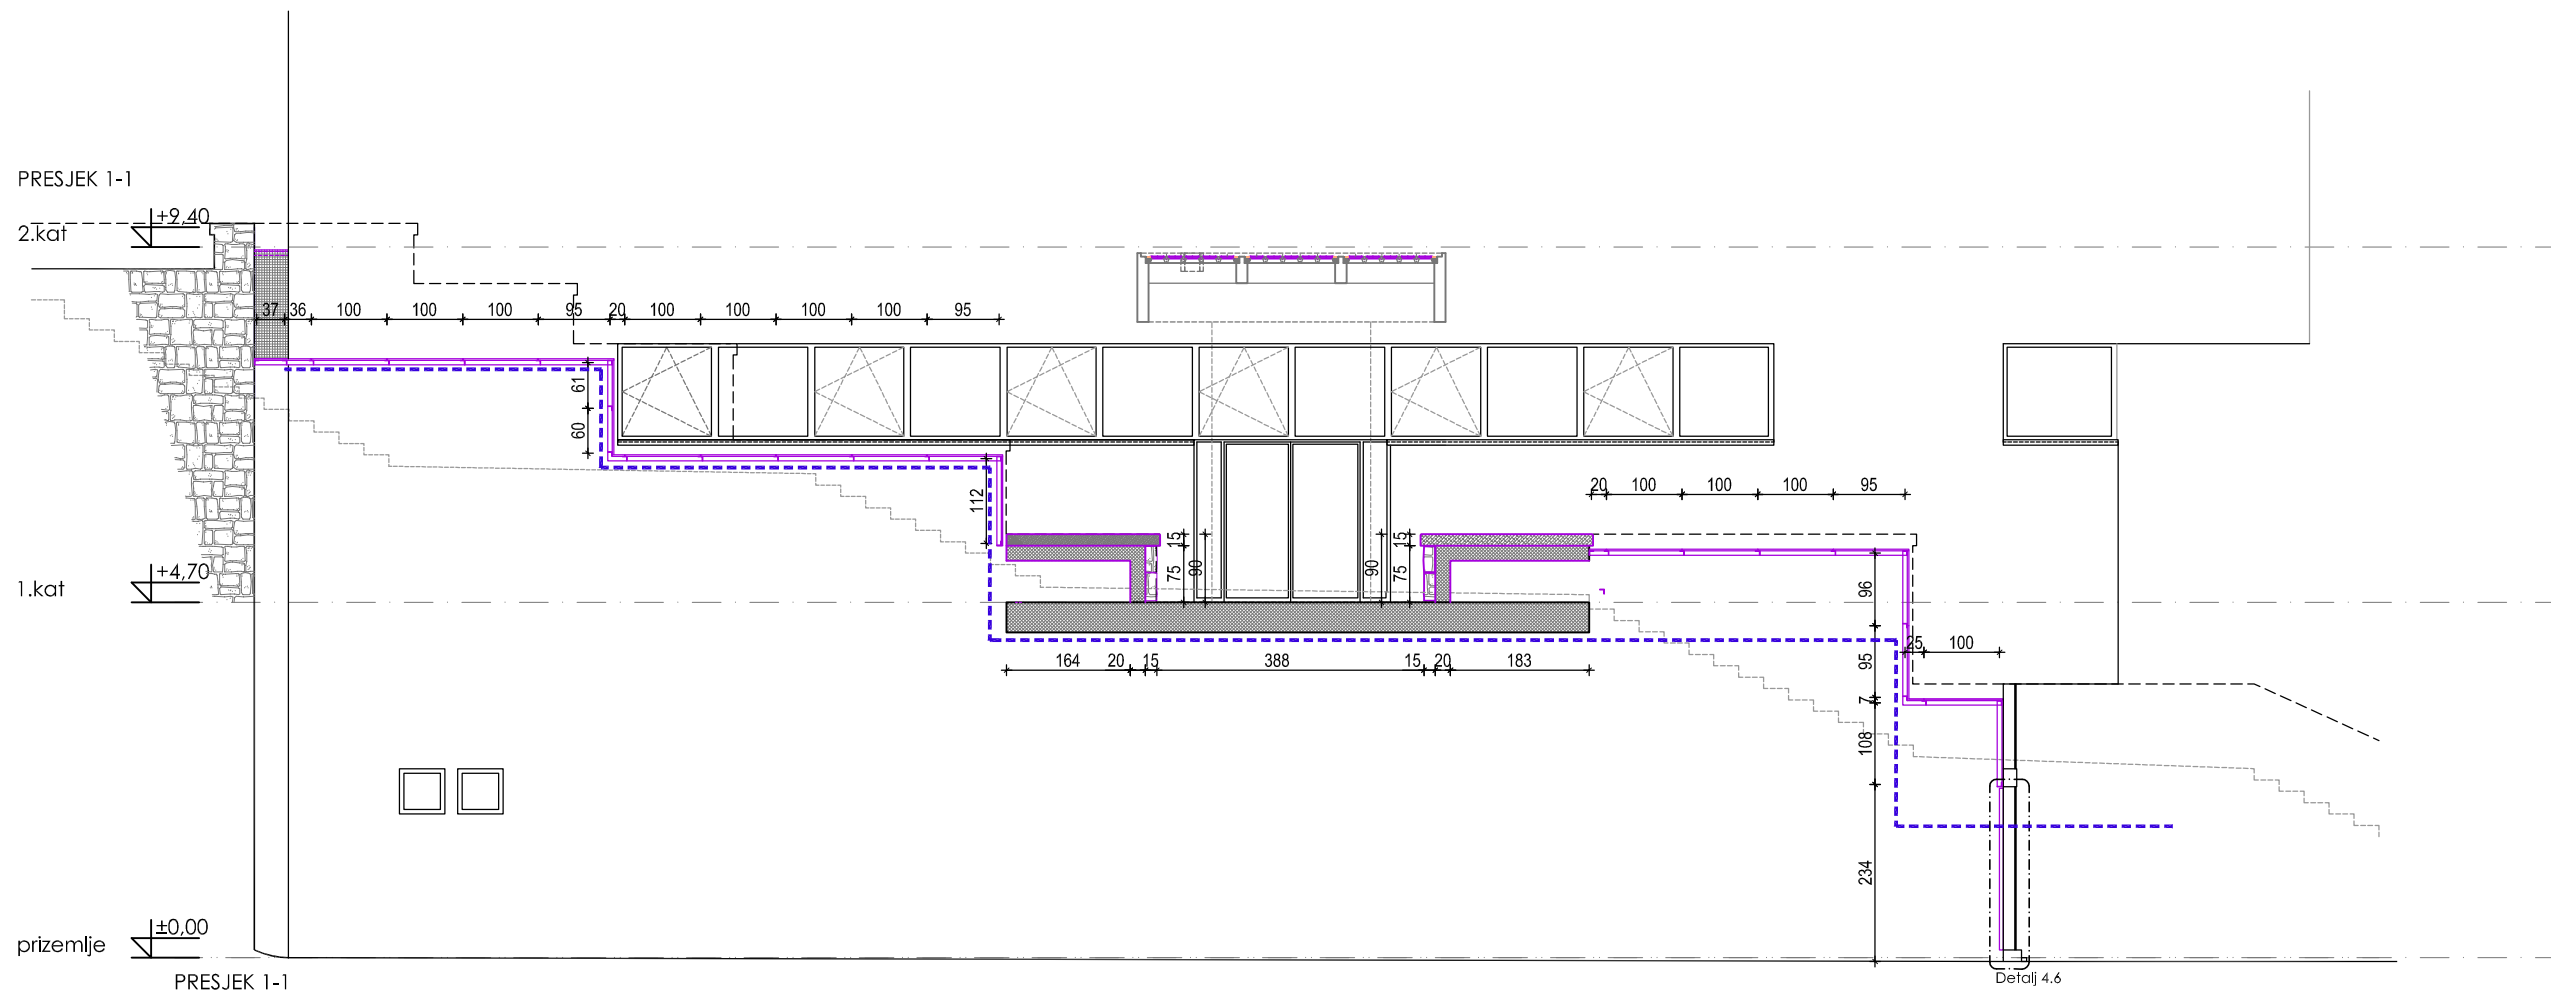 PRESJEK 1-1
+9,40
2.kat
37 36 100 100 100 95 20 100 100 100 100 95
61
60
112
20 100 100 100 95
15
75
90
90
75
15
+4,70
1.kat
96
95
7
108
234
25 100
164 20 15 388 15 20 183
±0,00
prizemlje
PRESJEK 1-1
Detalj 4.6